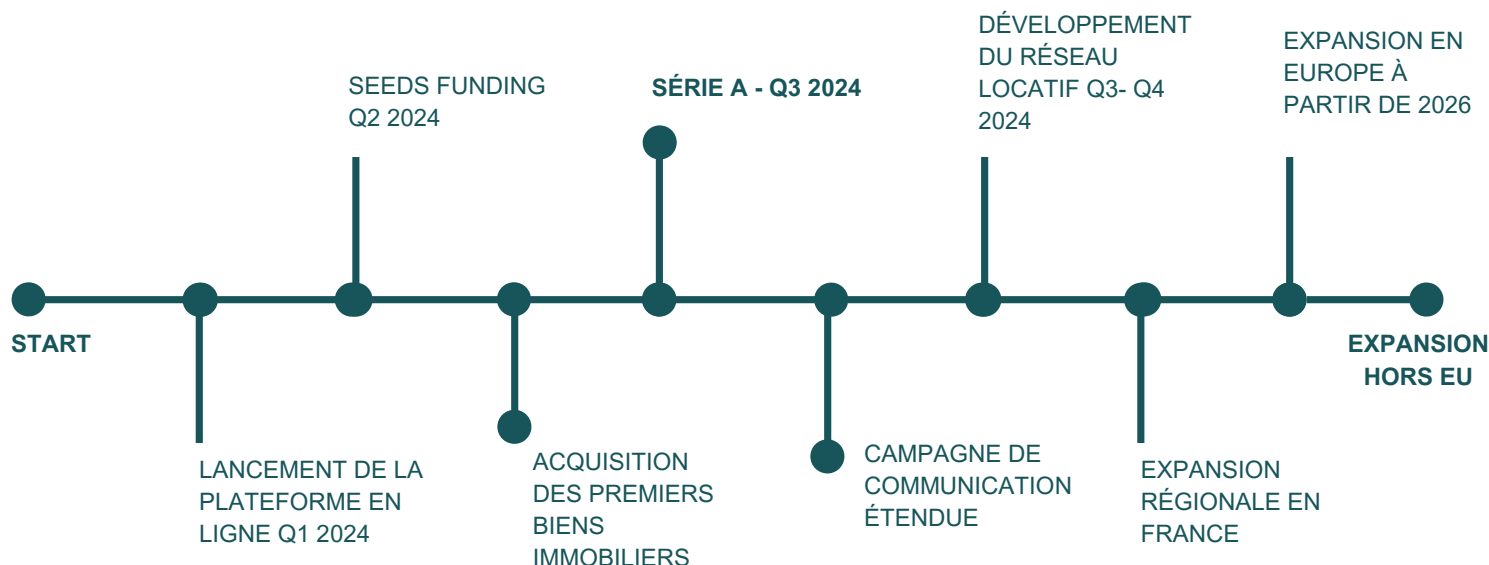 START
LANCEMENT DE LA
PLATEFORME EN
LIGNE Q1 2024
SEEDS FUNDING
Q2 2024
ACQUISITION
DES PREMIERS
BIENS
IMMOBILIERS
SÉRIE A - Q3 2024
CAMPAGNE DE
COMMUNICATION
ÉTENDUE
DÉVELOPPEMENT
DU RÉSEAU
LOCATIF Q3- Q4
2024
EXPANSION
RÉGIONALE EN
FRANCE
EXPANSION EN
EUROPE À
PARTIR DE 2026
EXPANSION
HORS EU